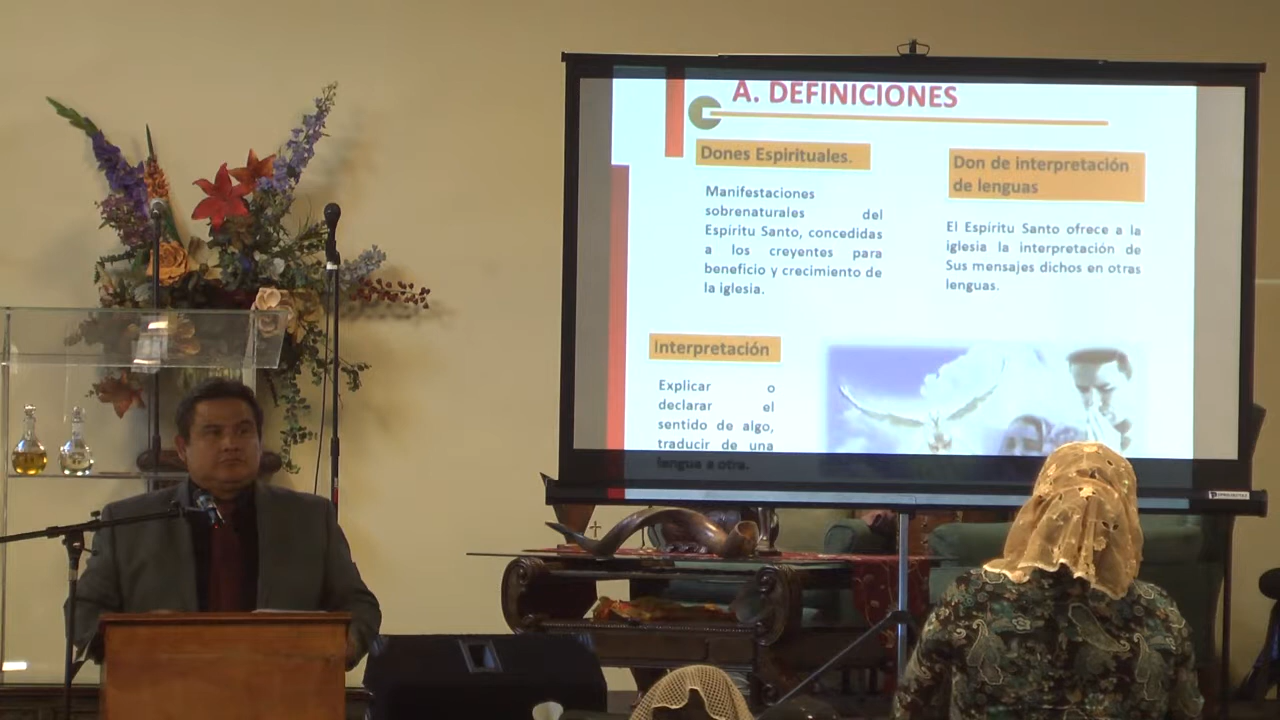 A. DEFINICIONES
Dones Espirituales.
Manifestaciones
sobrenaturales del
Espíritu Santo, concedidas
a los creyentes para
beneficio y crecimiento de
la iglesia.
Don de interpretación
de lenguas
El Espíritu Santo ofrece a la
iglesia la interpretación de
Sus mensajes dichos en otras
lenguas.
Interpretación
Explicar o
declarar el
sentido de algo,
traducir de una
lengua a otra.